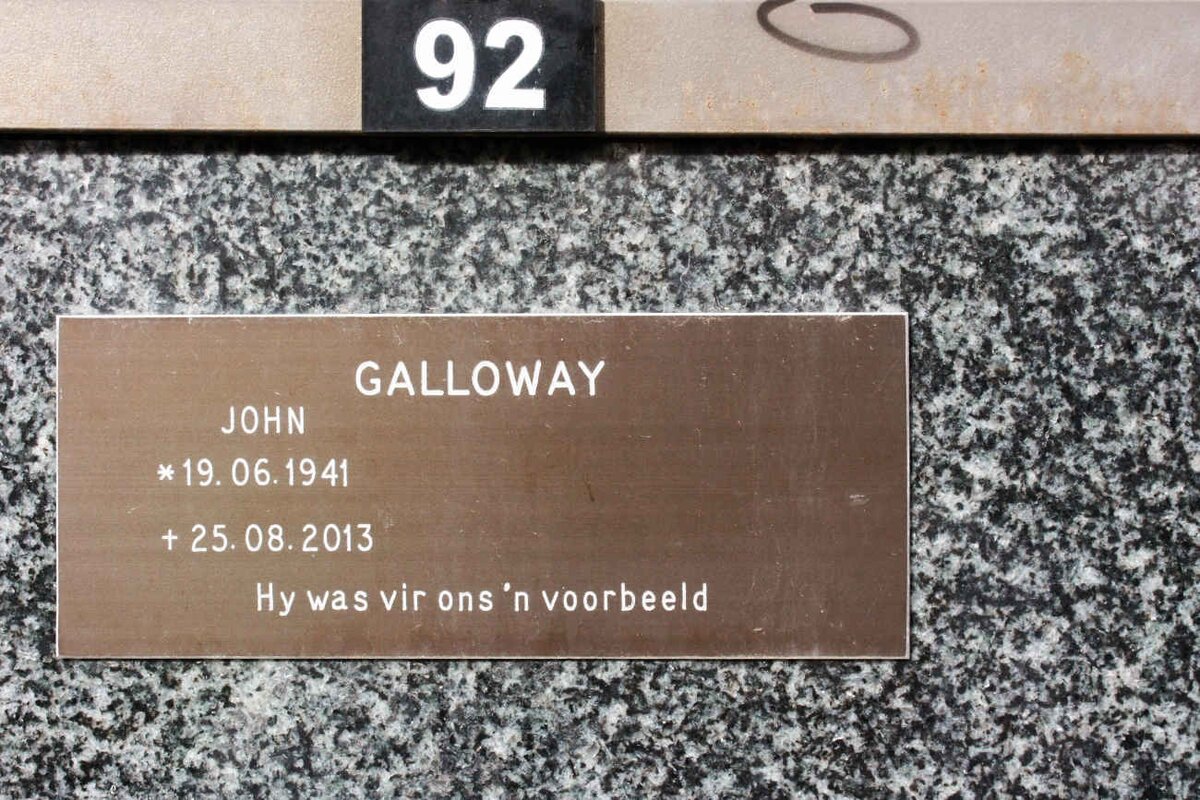 92
GALLOWAY
JOHN
*19.06.1941
†25.08.2013
Hy was vir ons 'n voorbeeld